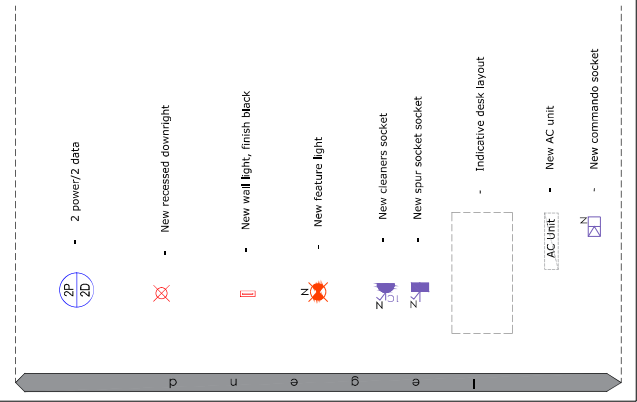 legend
2P
2D
- 2 power/2 data
- New recessed downright
- New wall light, finish black
N
- New feature light
N
- New cleaners socket
N
- New spur socket socket
- Indicative desk layout
AC Unit
- New AC unit
N
- New commando socket